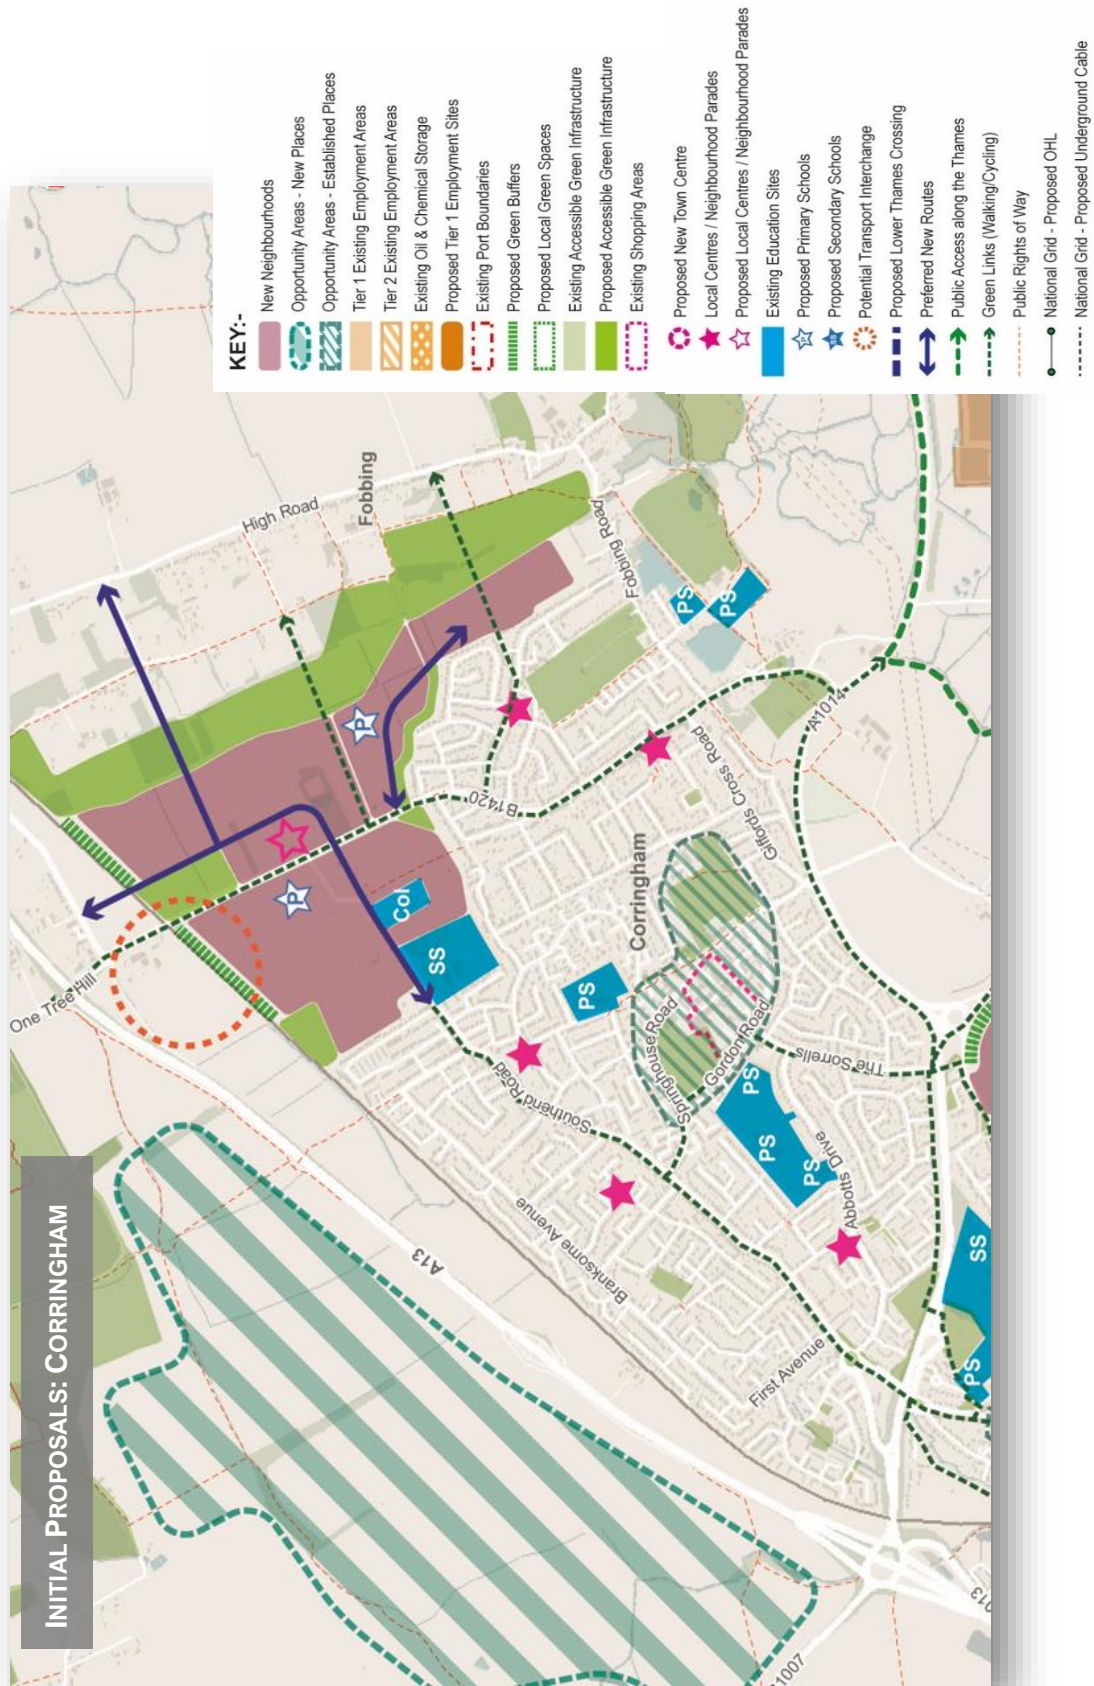 INITIAL PROPOSALS: CORRINGHAM
KEY:-
New Neighbourhoods
Opportunity Areas - New Places
Opportunity Areas - Established Places
Tier 1 Existing Employment Areas
Tier 2 Existing Employment Areas
Existing Oil & Chemical Storage
Proposed Tier 1 Employment Sites
Existing Port Boundaries
Proposed Green Buffers
Proposed Local Green Spaces
Existing Accessible Green Infrastructure
Proposed Accessible Green Infrastructure
Existing Shopping Areas
Proposed New Town Centre
Local Centres / Neighbourhood Parades
Proposed Local Centres / Neighbourhood Parades
Existing Education Sites
P Proposed Primary Schools
SS Proposed Secondary Schools
Potential Transport Interchange
Proposed Lower Thames Crossing
Preferred New Routes
Public Access along the Thames
Green Links (Walking/Cycling)
Public Rights of Way
National Grid - Proposed OHL
National Grid - Proposed Underground Cable
One Tree Hill
High Road
Fobbing
P
P
Col
SS
Fobbing Road
PS
PS
B1420
A13
Southend Road
PS
Corringham
Giffords Cross Road
A1014
Branksome Avenue
Springhouse Road
Gordon Road
PS
PS
PS
The Sorrells
Abbotts Drive
First Avenue
SS
PS
1007
013